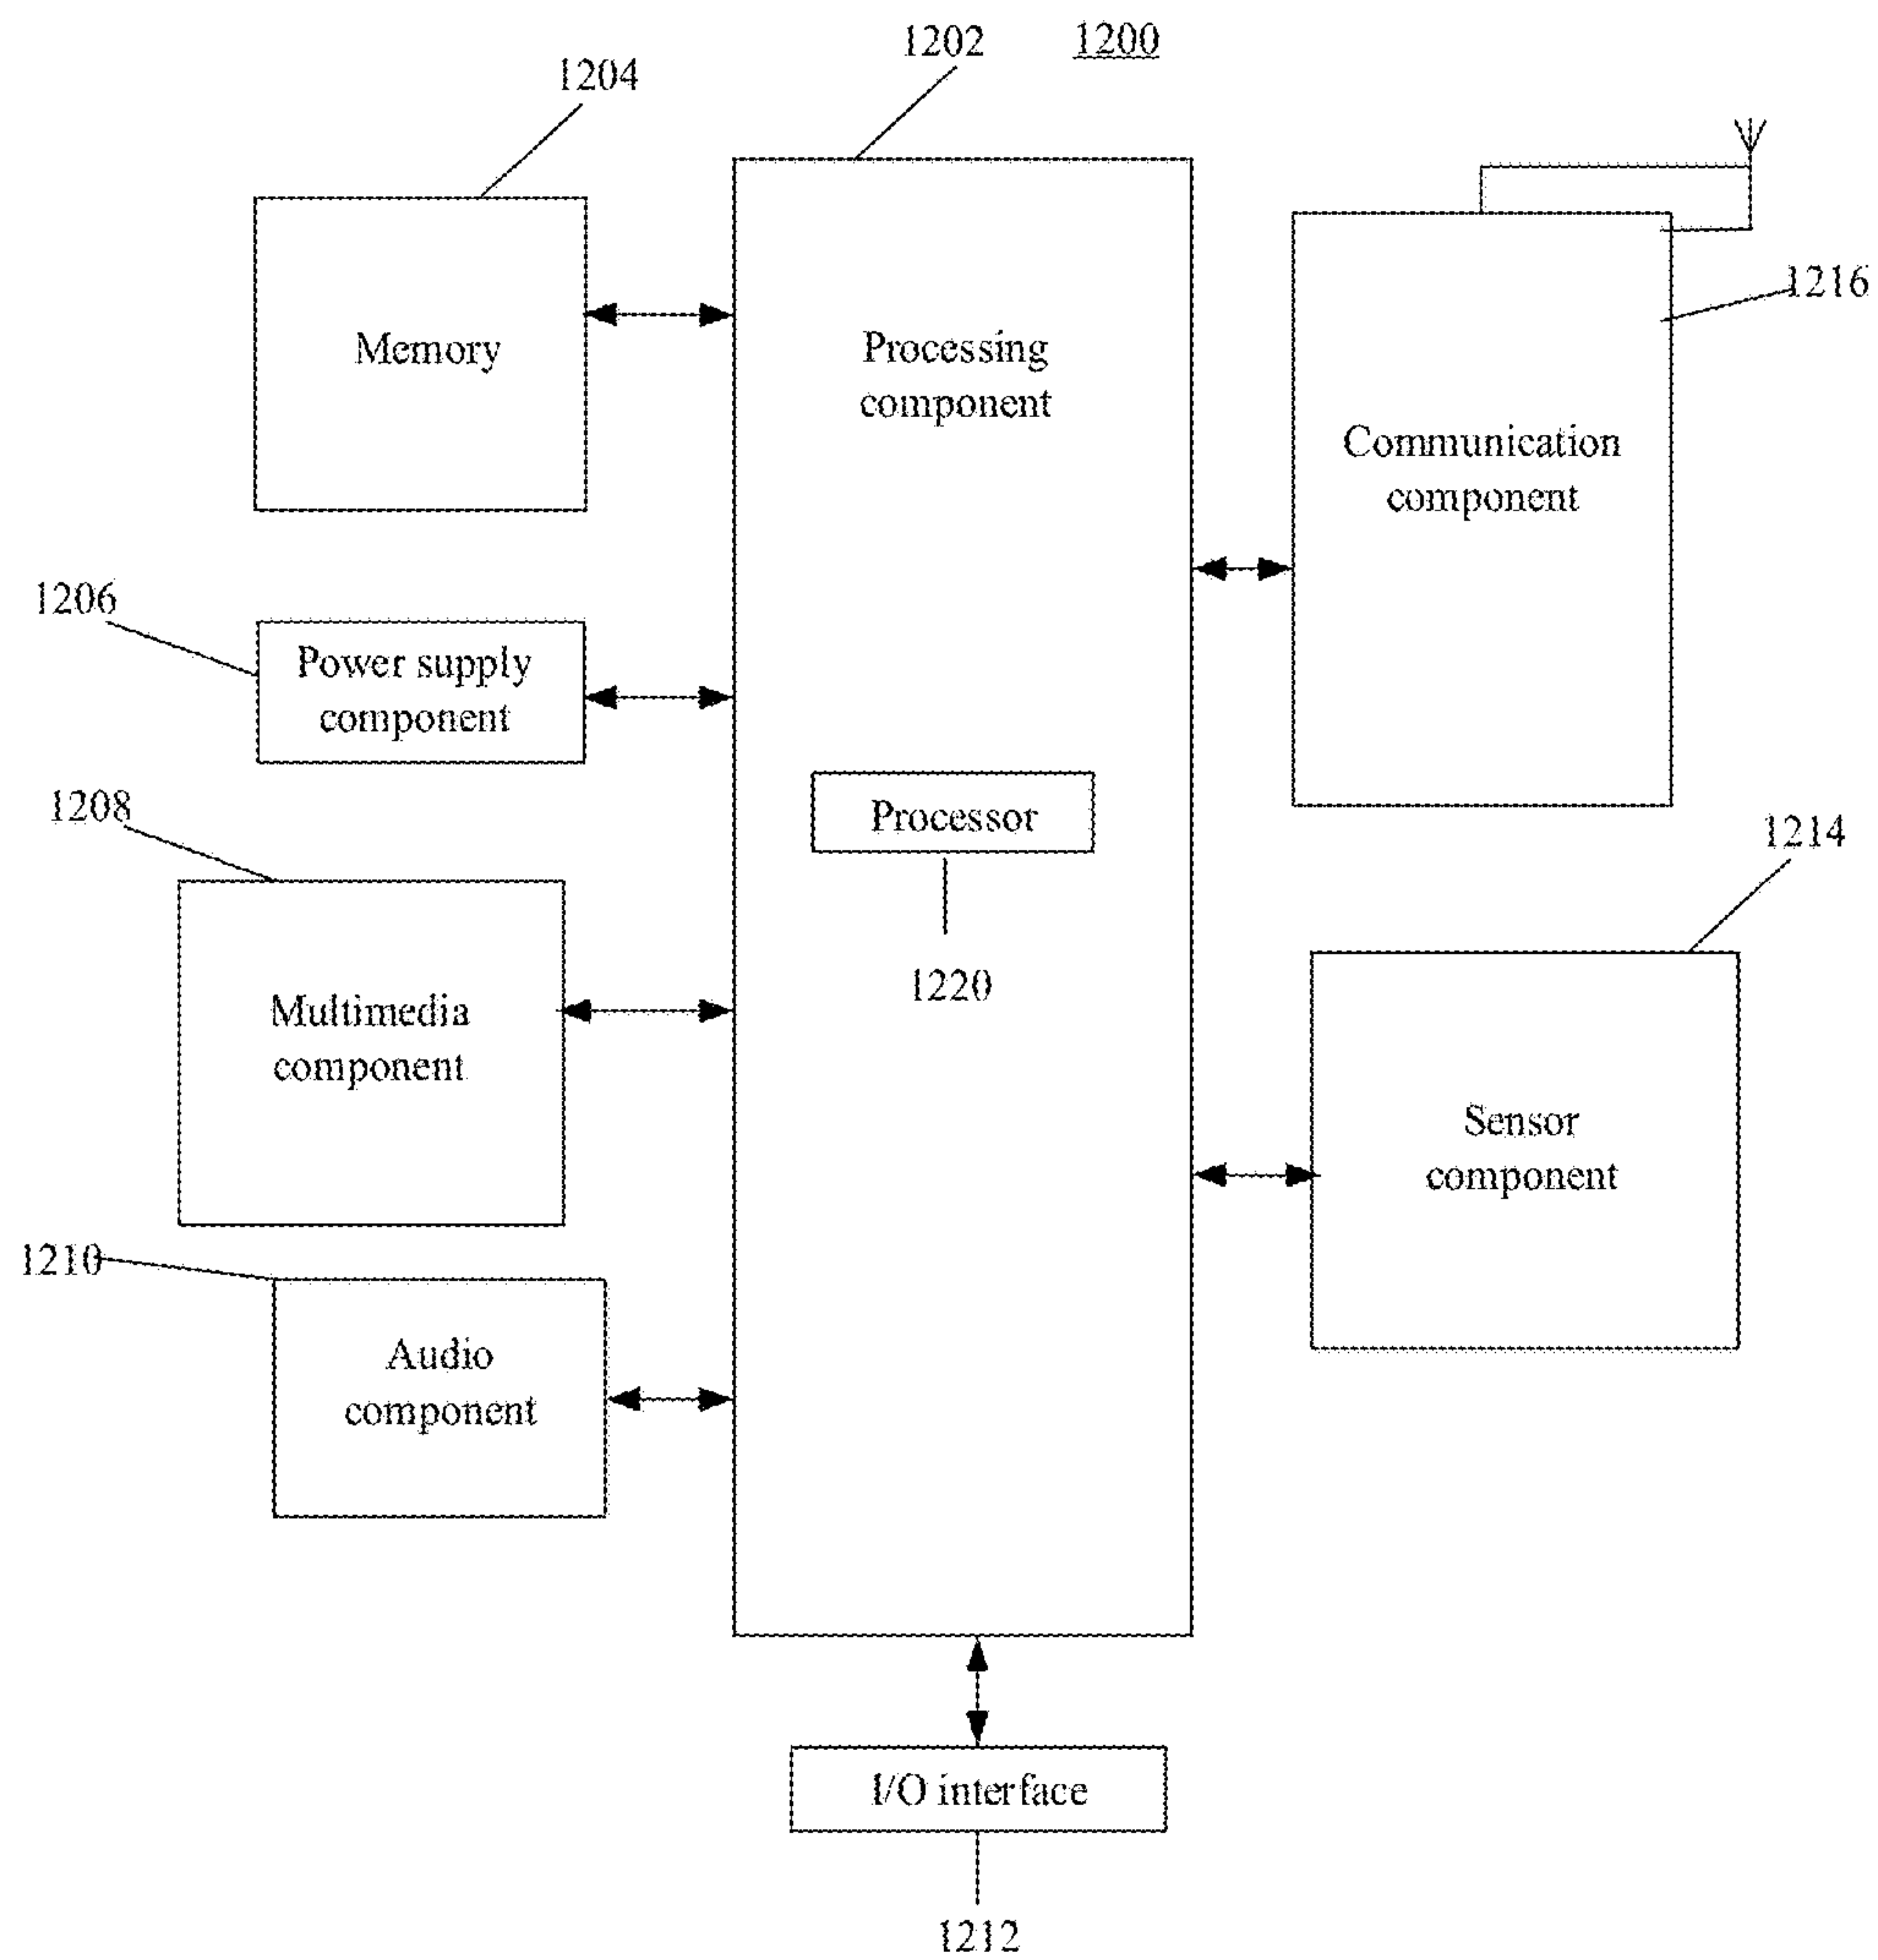 1202
1200
1204
1216
Memory
Processing
component
Communication
component
1206
Power supply
component
1208
Processor
1214
1220
Multimedia
component
Sensor
component
1210
Audio
component
I/O interface
1212